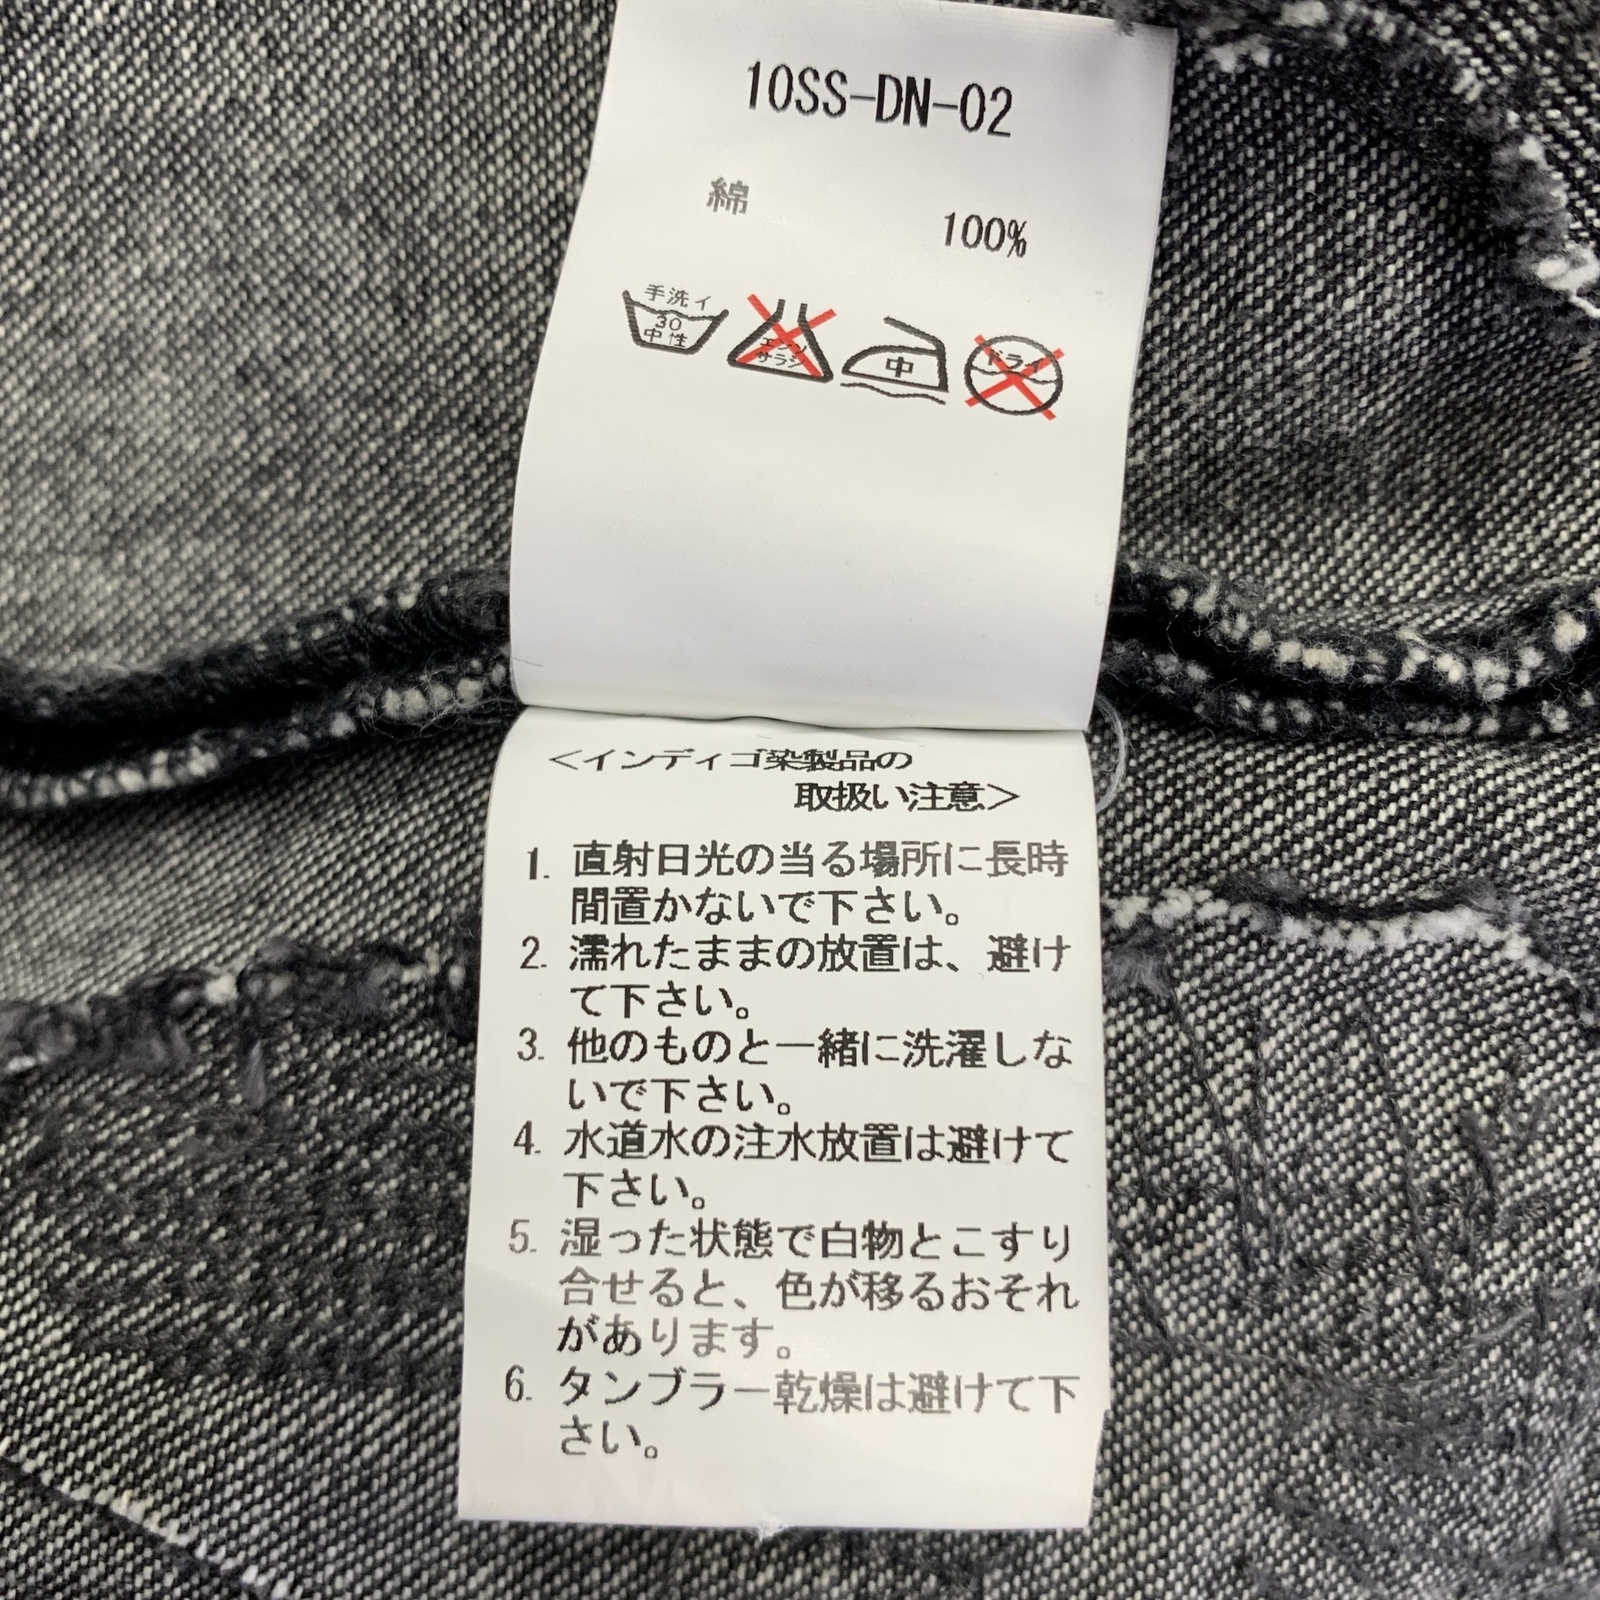 10SS-DN-02
綿 100%
手洗イ
30
中性
エンソ
サラシ
中
ドライ
<インディゴ染製品の
取扱い注意>
1. 直射日光の当る場所に長時
間置かないで下さい。
2. 濡れたままの放置は、避け
て下さい。
3. 他のものと一緒に洗濯しな
いで下さい。
4. 水道水の注水放置は避けて
下さい。
5. 湿った状態で白物とこすり
合せると、色が移るおそれ
があります。
6. タンブラー乾燥は避けて下
さい。